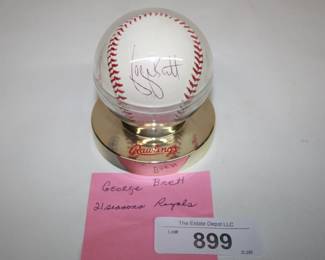 Rawlings
George Brett
21 seasons Royals
The Estate Depot LLC
Lot#
899